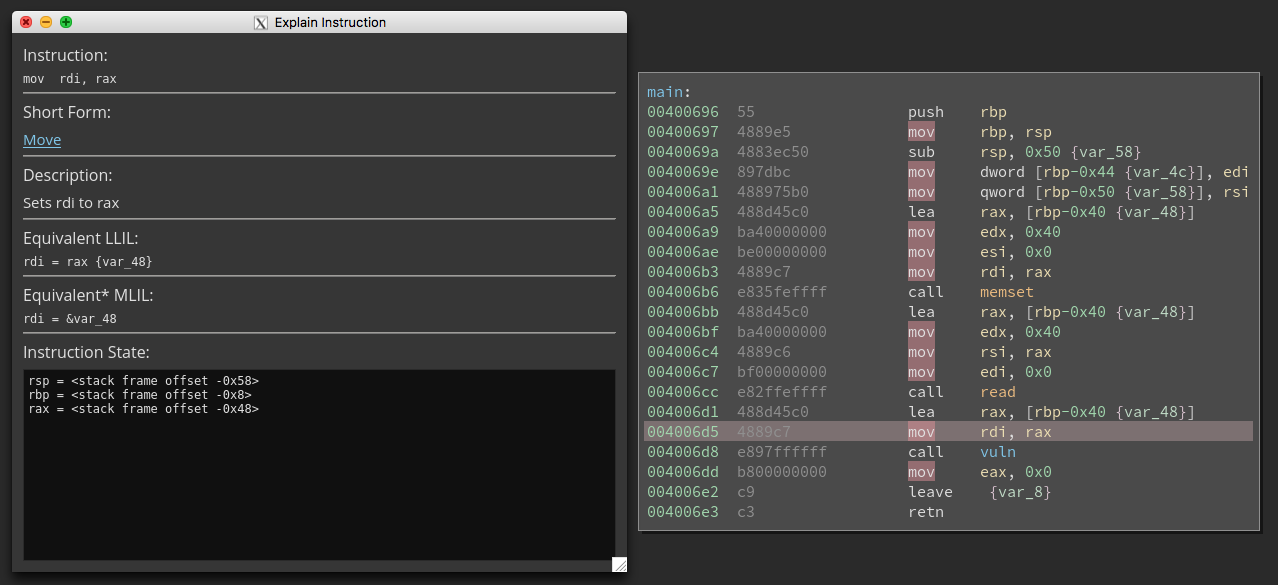 Explain Instruction
Instruction:
mov  rdi, rax
Short Form:
Move
Description:
Sets rdi to rax
Equivalent LLIL:
rdi = rax {var_48}
Equivalent* MLIL:
rdi = &var_48
Instruction State:
rsp = <stack frame offset -0x58>
rbp = <stack frame offset -0x8>
rax = <stack frame offset -0x48>
main:
00400696  55  push  rbp
00400697  4889e5  mov  rbp, rsp
0040069a  4883ec50  sub  rsp, 0x50 {var_58}
0040069e  897dbc  mov  dword [rbp-0x44 {var_4c}], edi
004006a1  488975b0  mov  qword [rbp-0x50 {var_58}], rsi
004006a5  488d45c0  lea  rax, [rbp-0x40 {var_48}]
004006a9  ba40000000  mov  edx, 0x40
004006ae  be00000000  mov  esi, 0x0
004006b3  4889c7  mov  rdi, rax
004006b6  e835feffff  call  memset
004006bb  488d45c0  lea  rax, [rbp-0x40 {var_48}]
004006bf  ba40000000  mov  edx, 0x40
004006c4  4889c6  mov  rsi, rax
004006c7  bf00000000  mov  edi, 0x0
004006cc  e82ffeffff  call  read
004006d1  488d45c0  lea  rax, [rbp-0x40 {var_48}]
004006d5  4889c7  mov  rdi, rax
004006d8  e897ffffff  call  vuln
004006dd  b800000000  mov  eax, 0x0
004006e2  c9  leave  {var_8}
004006e3  c3  retn